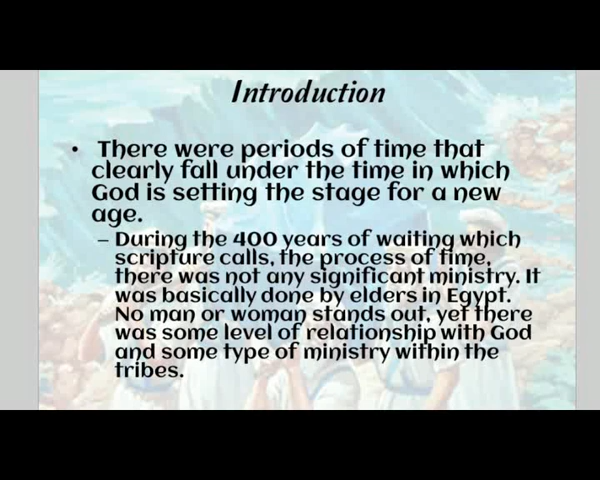 Introduction
• There were periods of time that
clearly fall under the time in which
God is setting the stage for a new
age.
– During the 400 years of waiting which
scripture calls, the process of time,
there was not any significant ministry. It
was basically done by elders in Egypt.
No man or woman stands out, yet there
was some level of relationship with God
and some type of ministry within the
tribes.